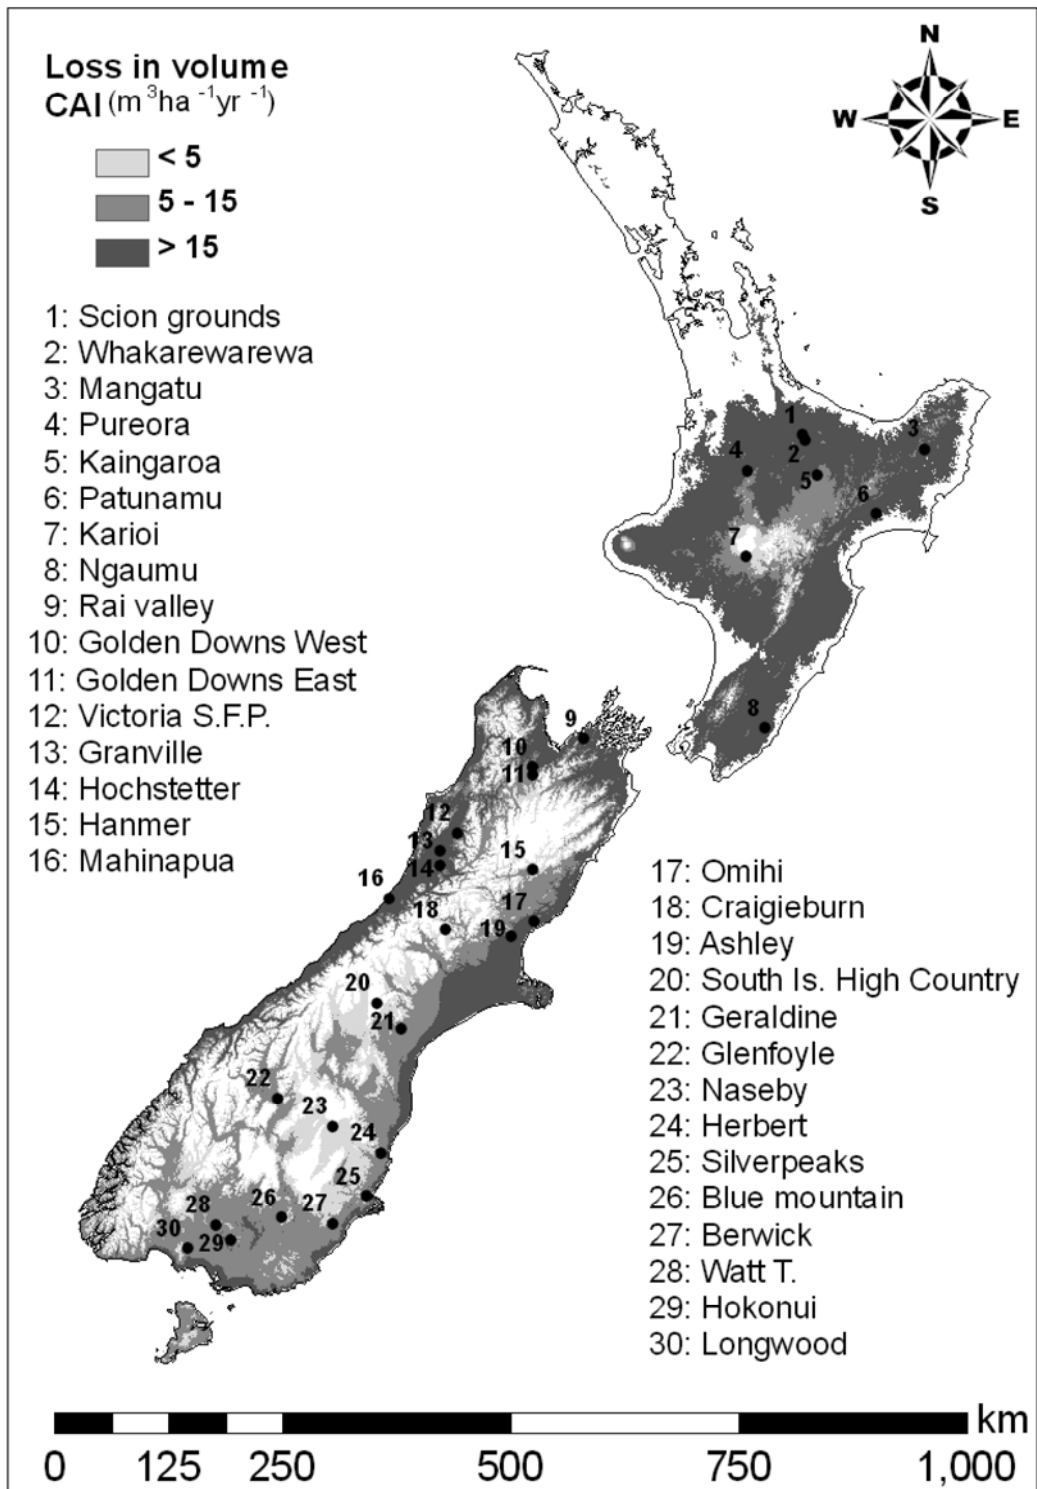 Loss in volume
CAI (m³ha⁻¹yr⁻¹)
< 5
5 - 15
> 15
N
W
E
S
1: Scion grounds
2: Whakarewarewa
3: Mangatu
4: Pureora
5: Kaingaroa
6: Patunamu
7: Karioi
8: Ngaumu
9: Rai valley
10: Golden Downs West
11: Golden Downs East
12: Victoria S.F.P.
13: Granville
14: Hochstetter
15: Hanmer
16: Mahinapua
1
2
3
4
5
6
7
8
9
10
11
12
13
14
15
16
17
18
19
20
21
22
23
24
25
26
27
28
29
30
17: Omihi
18: Craigieburn
19: Ashley
20: South Is. High Country
21: Geraldine
22: Glenfoyle
23: Naseby
24: Herbert
25: Silverpeaks
26: Blue mountain
27: Berwick
28: Watt T.
29: Hokonui
30: Longwood
km
0 125 250 500 750 1,000